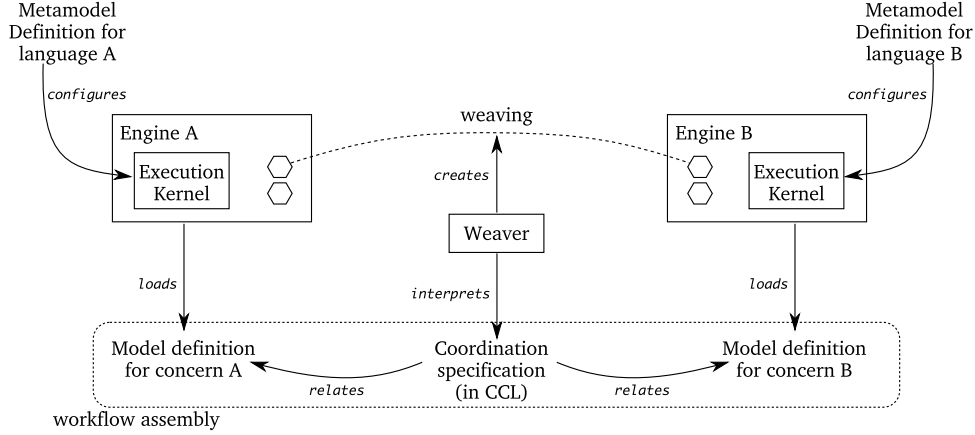 Metamodel
Definition for
language A
Metamodel
Definition for
language B
configures
configures
weaving
Engine A
Engine B
Execution
Kernel
Execution
Kernel
creates
Weaver
loads
interprets
loads
Model definition
for concern A
Coordination
specification
(in CCL)
Model definition
for concern B
relates
relates
workflow assembly